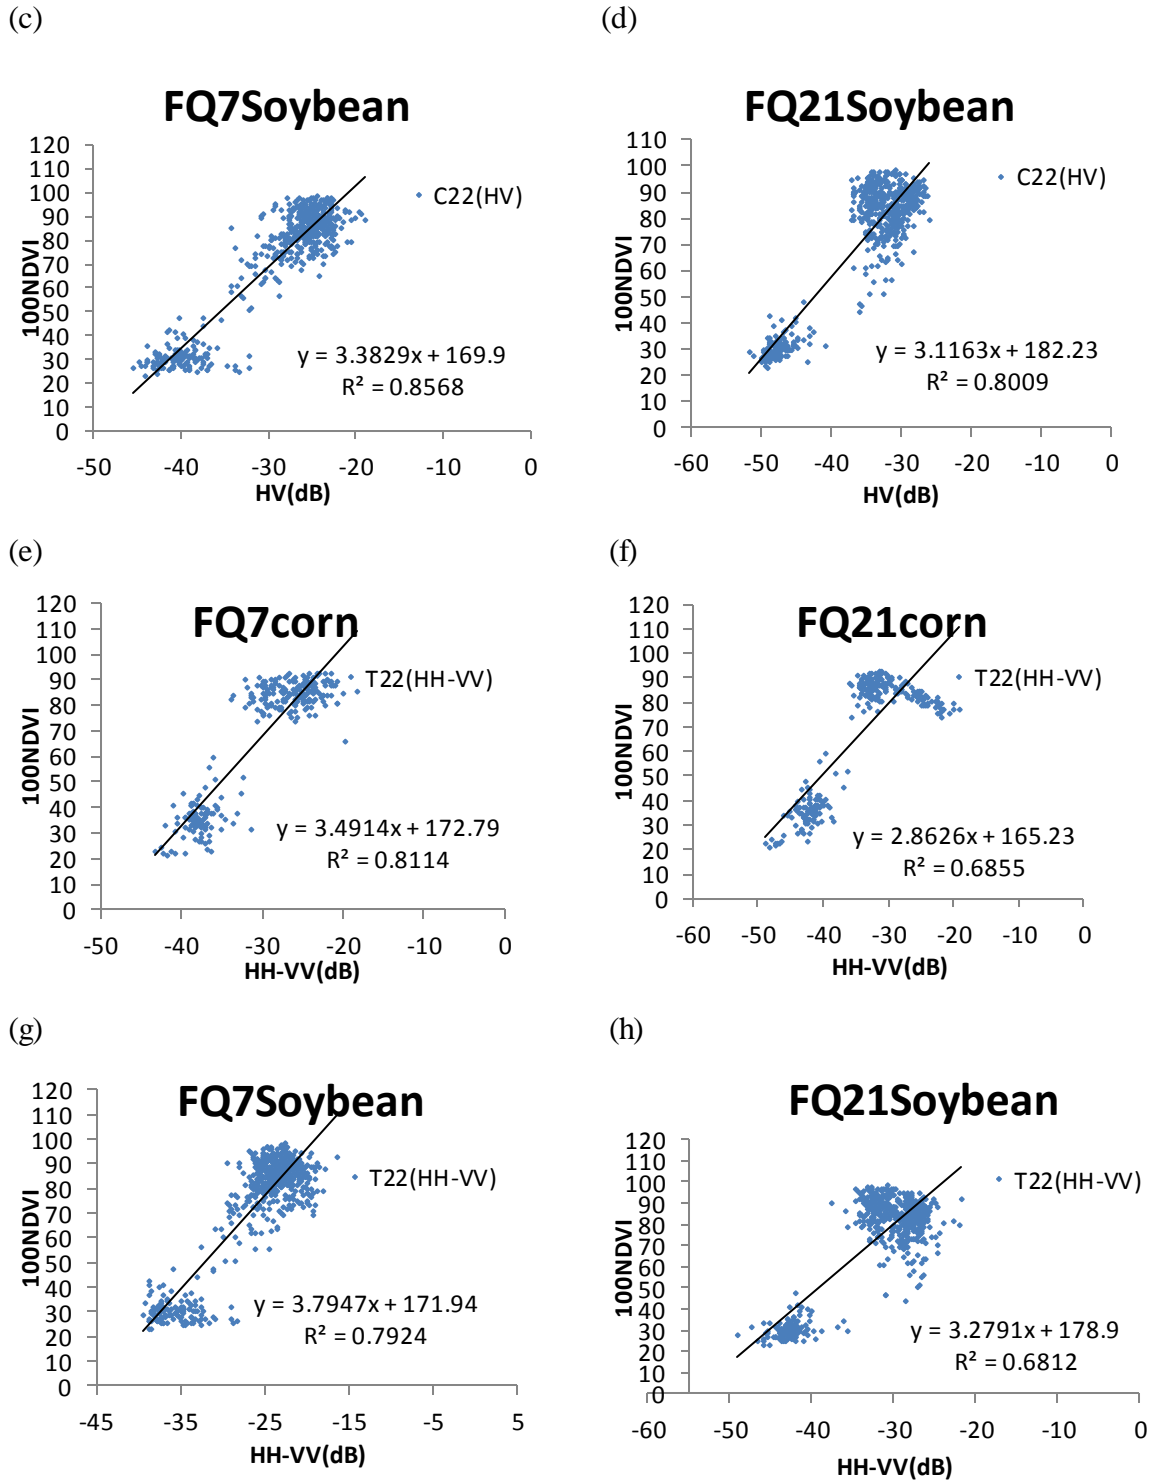 (c)
FQ7Soybean
120
110
100
90
80
70
60
50
40
30
20
10
0
100NDVI
C22(HV)
y = 3.3829x + 169.9
R² = 0.8568
-50 -40 -30 -20 -10 0
HV(dB)
(d)
FQ21Soybean
110
100
90
80
70
60
50
40
30
20
10
0
100NDVI
C22(HV)
y = 3.1163x + 182.23
R² = 0.8009
-60 -50 -40 -30 -20 -10 0
HV(dB)
(e)
FQ7corn
120
110
100
90
80
70
60
50
40
30
20
10
0
100NDVI
T22(HH-VV)
y = 3.4914x + 172.79
R² = 0.8114
-50 -40 -30 -20 -10 0
HH-VV(dB)
(f)
FQ21corn
120
110
100
90
80
70
60
50
40
30
20
10
0
100NDVI
T22(HH-VV)
y = 2.8626x + 165.23
R² = 0.6855
-60 -50 -40 -30 -20 -10 0
HH-VV(dB)
(g)
FQ7Soybean
120
110
100
90
80
70
60
50
40
30
20
10
0
100NDVI
T22(HH-VV)
y = 3.7947x + 171.94
R² = 0.7924
-45 -35 -25 -15 -5 5
HH-VV(dB)
(h)
FQ21Soybean
120
110
100
90
80
70
60
50
40
30
20
10
0
100NDVI
T22(HH-VV)
y = 3.2791x + 178.9
R² = 0.6812
-60 -50 -40 -30 -20 -10 0
HH-VV(dB)